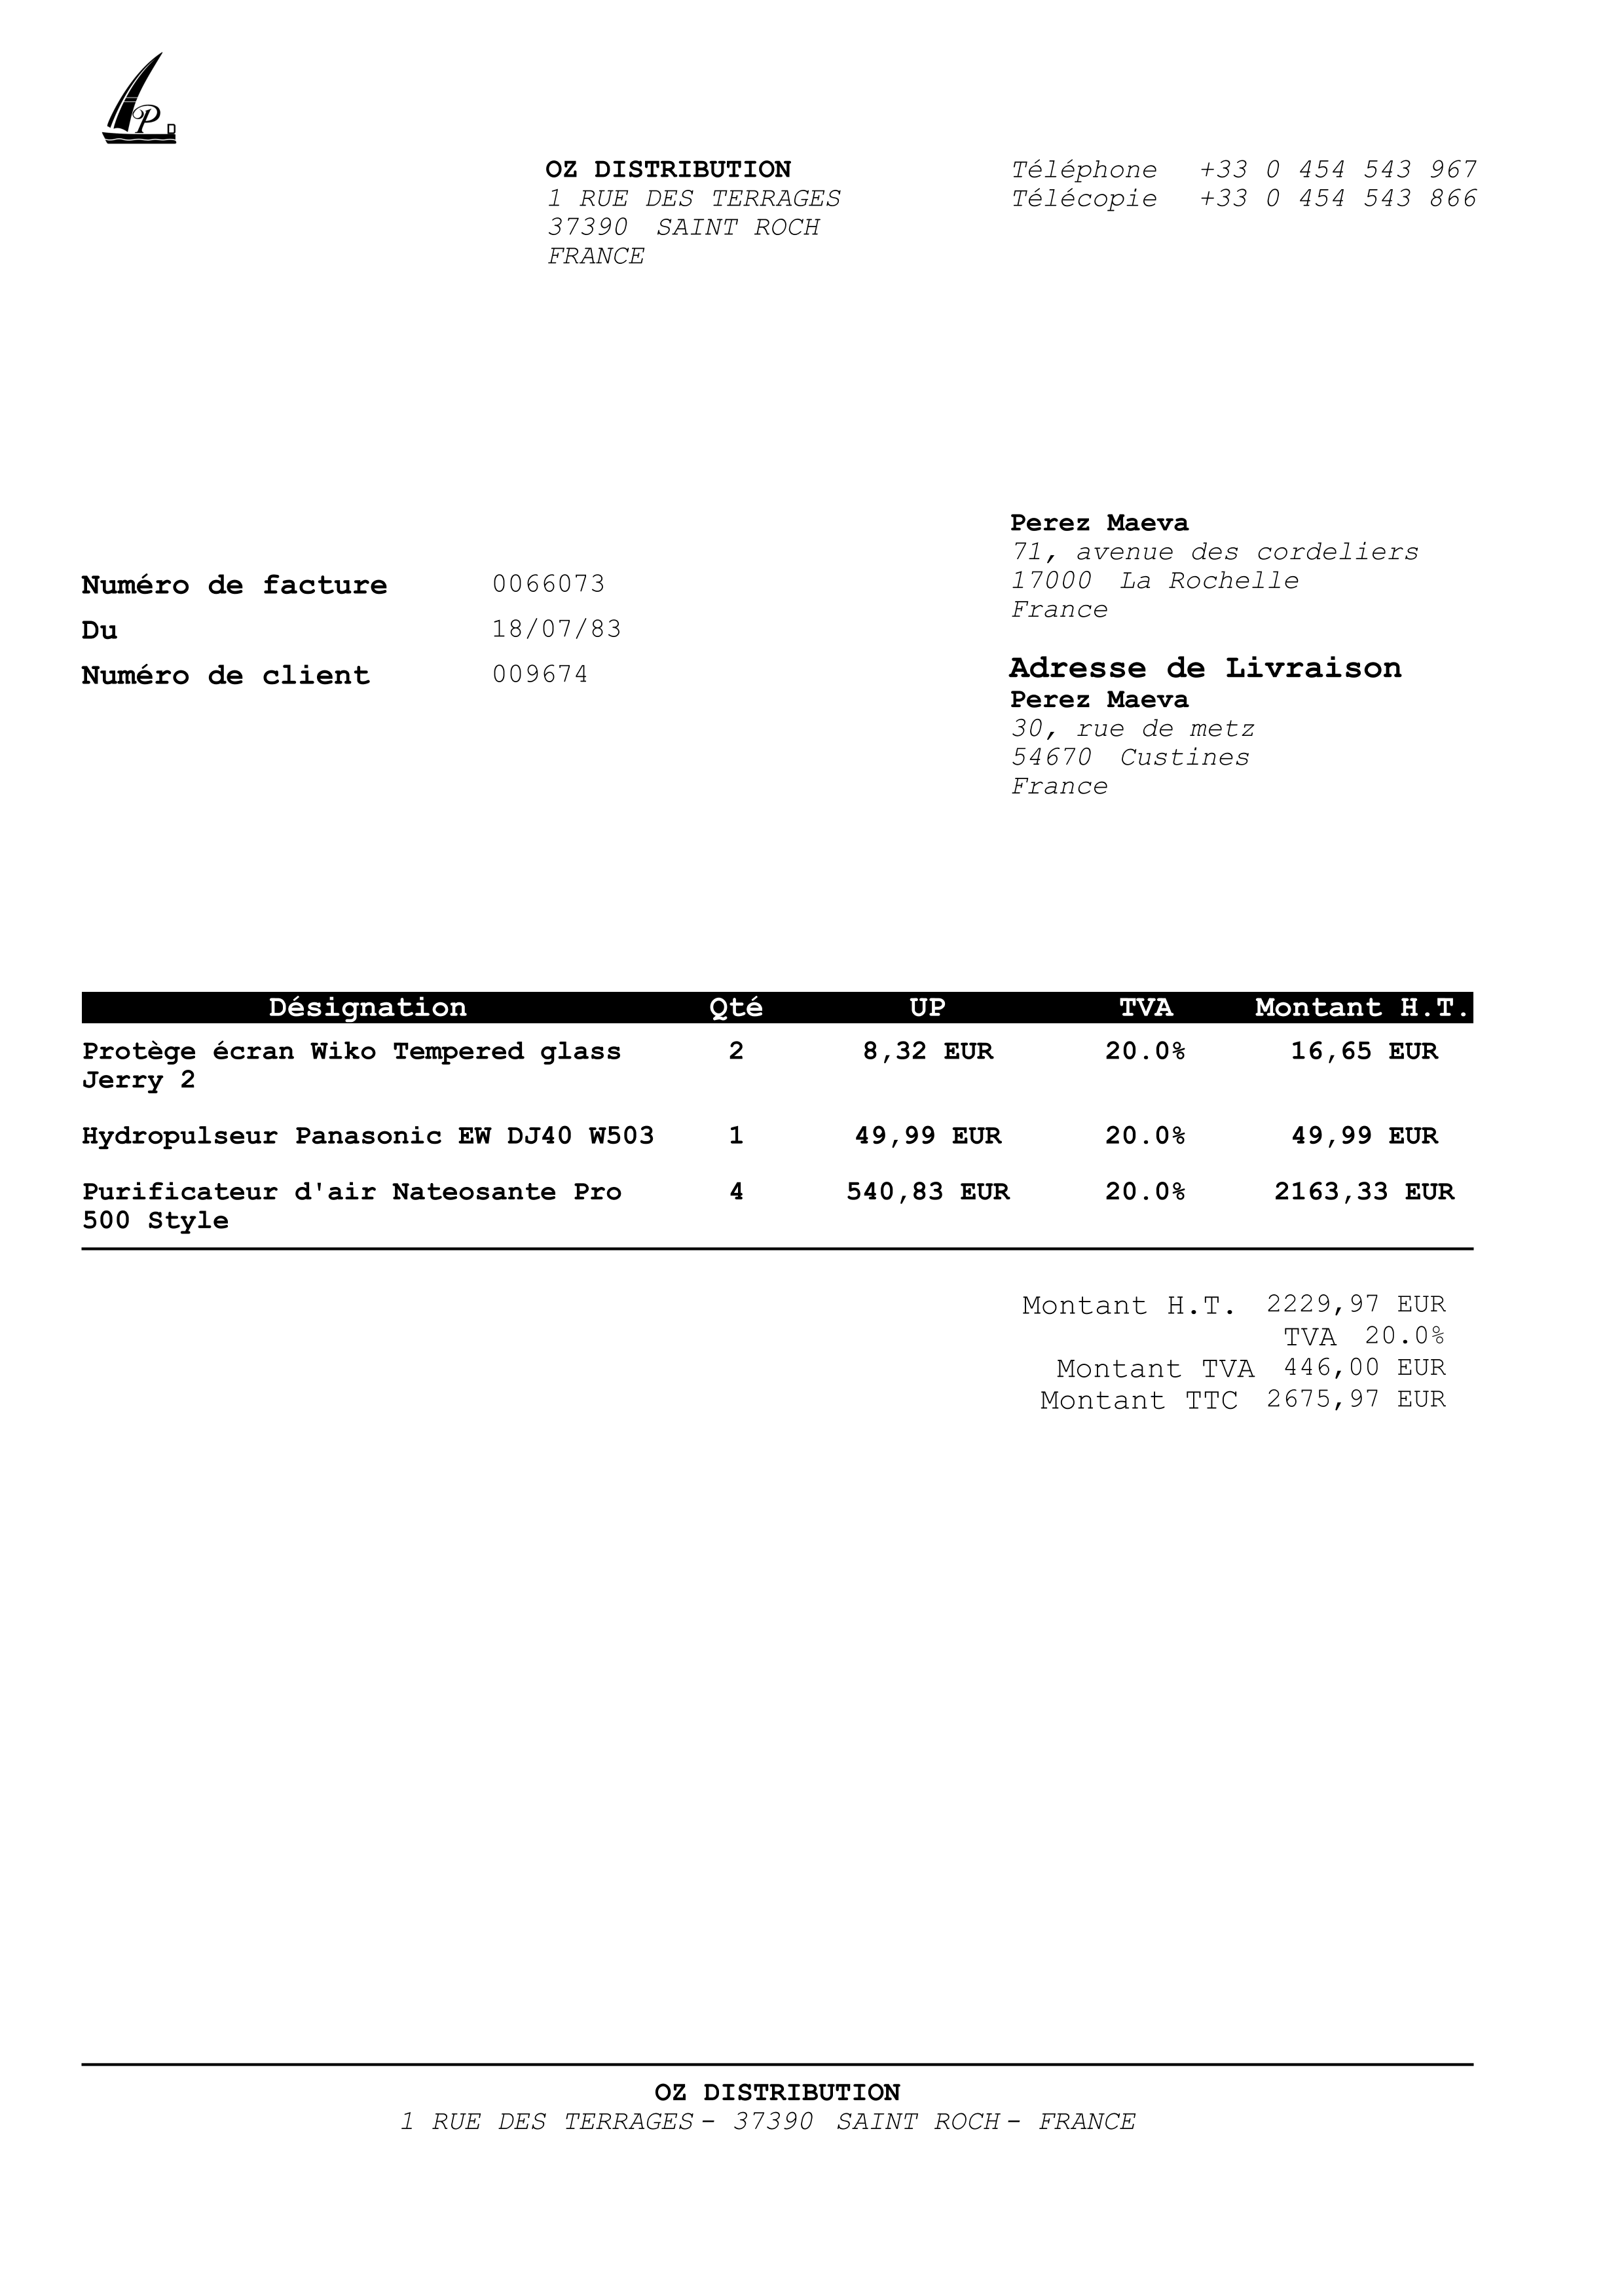 P
OZ DISTRIBUTION
1 RUE DES TERRAGES
37390 SAINT ROCH
FRANCE
Téléphone +33 0 454 543 967
Télécopie +33 0 454 543 866
Perez Maeva
71, avenue des cordeliers
17000 La Rochelle
France
Numéro de facture 0066073
Du 18/07/83
Numéro de client 009674
Adresse de Livraison
Perez Maeva
30, rue de metz
54670 Custines
France
Désignation Qté UP TVA Montant H.T.
Protège écran Wiko Tempered glass 2 8,32 EUR 20.0% 16,65 EUR
Jerry 2
Hydropulseur Panasonic EW DJ40 W503 1 49,99 EUR 20.0% 49,99 EUR
Purificateur d'air Nateosante Pro 4 540,83 EUR 20.0% 2163,33 EUR
500 Style
Montant H.T. 2229,97 EUR
TVA 20.0%
Montant TVA 446,00 EUR
Montant TTC 2675,97 EUR
OZ DISTRIBUTION
1 RUE DES TERRAGES - 37390 SAINT ROCH - FRANCE